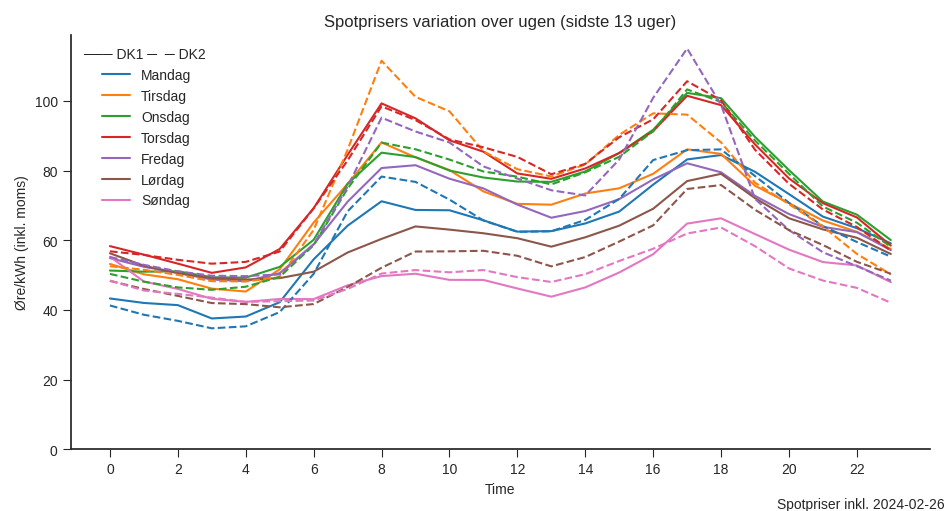 Spotprisers variation over ugen (sidste 13 uger)
DK1 DK2
Mandag
Tirsdag
Onsdag
Torsdag
Fredag
Lørdag
Søndag
Øre/kWh (inkl. moms)
100
80
60
40
20
0
0 2 4 6 8 10 12 14 16 18 20 22
Time
Spotpriser inkl. 2024-02-26